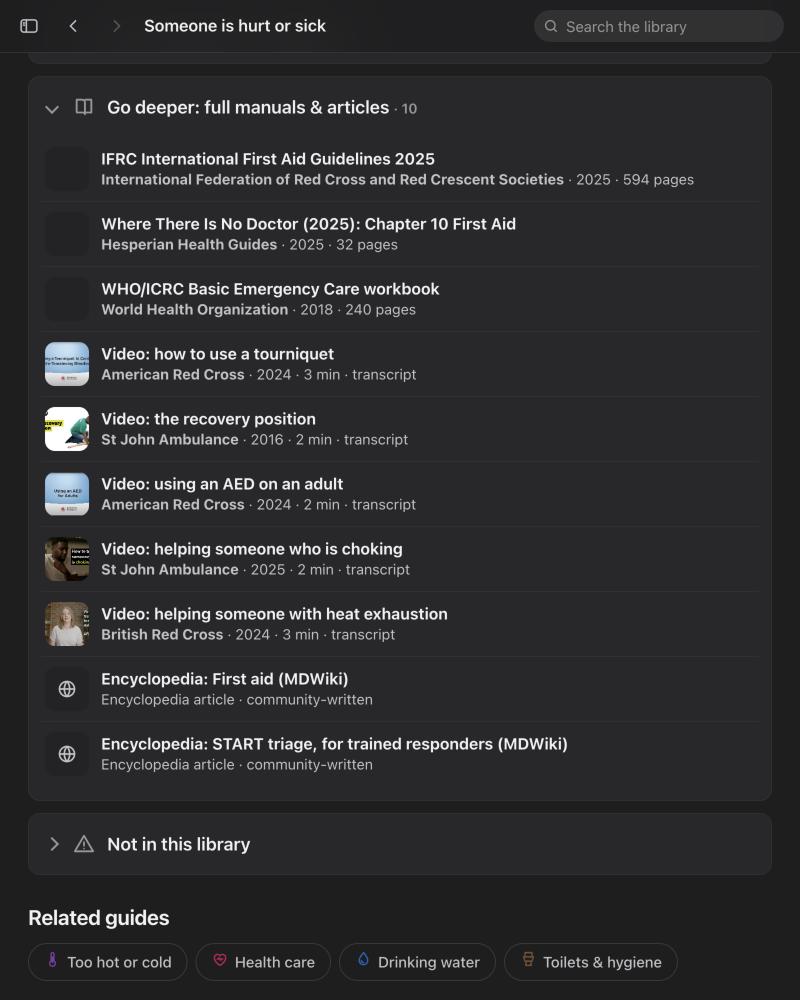 Someone is hurt or sick
Search the library
Go deeper: full manuals & articles · 10
IFRC International First Aid Guidelines 2025
International Federation of Red Cross and Red Crescent Societies · 2025 · 594 pages
Where There Is No Doctor (2025): Chapter 10 First Aid
Hesperian Health Guides · 2025 · 32 pages
WHO/ICRC Basic Emergency Care workbook
World Health Organization · 2018 · 240 pages
Video: how to use a tourniquet
American Red Cross · 2024 · 3 min · transcript
Video: the recovery position
St John Ambulance · 2016 · 2 min · transcript
Using an AED
for Adults
Video: using an AED on an adult
American Red Cross · 2024 · 2 min · transcript
Video: helping someone who is choking
St John Ambulance · 2025 · 2 min · transcript
Video: helping someone with heat exhaustion
British Red Cross · 2024 · 3 min · transcript
Encyclopedia: First aid (MDWiki)
Encyclopedia article · community-written
Encyclopedia: START triage, for trained responders (MDWiki)
Encyclopedia article · community-written
Not in this library
Related guides
Too hot or cold
Health care
Drinking water
Toilets & hygiene